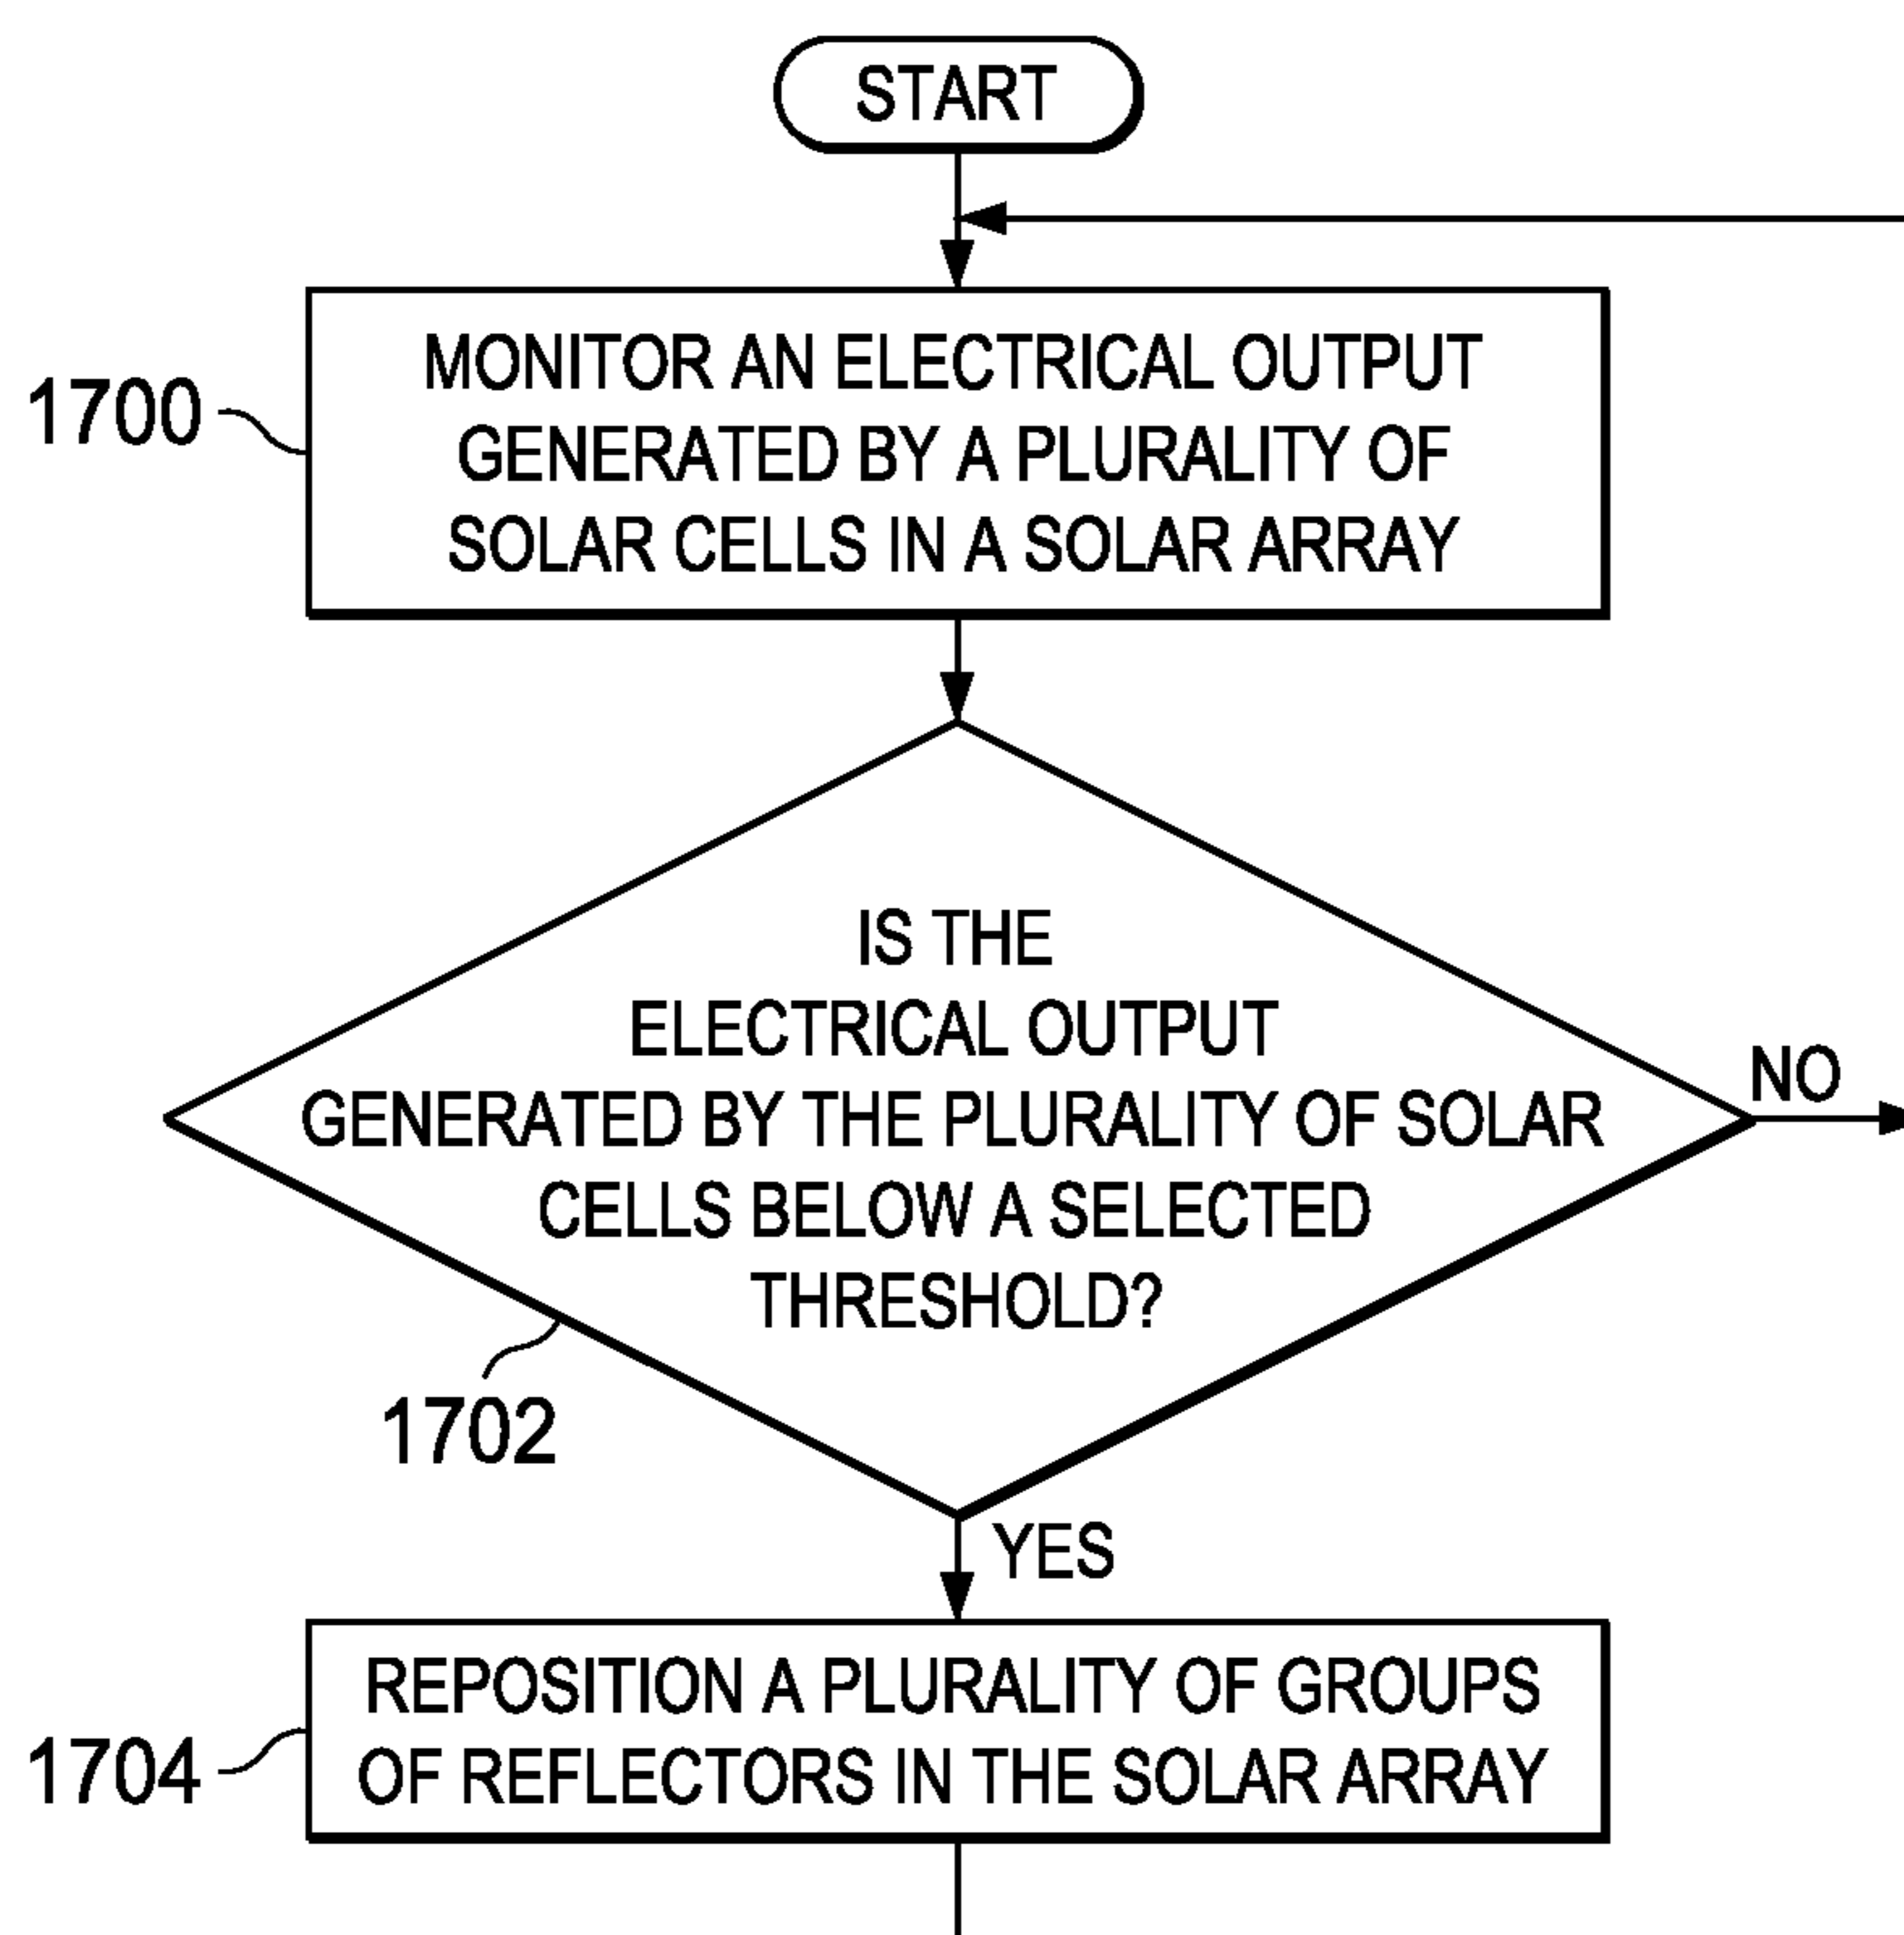 START
1700
MONITOR AN ELECTRICAL OUTPUT
GENERATED BY A PLURALITY OF
SOLAR CELLS IN A SOLAR ARRAY
IS THE
ELECTRICAL OUTPUT
GENERATED BY THE PLURALITY OF SOLAR
CELLS BELOW A SELECTED
THRESHOLD?
NO
1702
YES
1704
REPOSITION A PLURALITY OF GROUPS
OF REFLECTORS IN THE SOLAR ARRAY